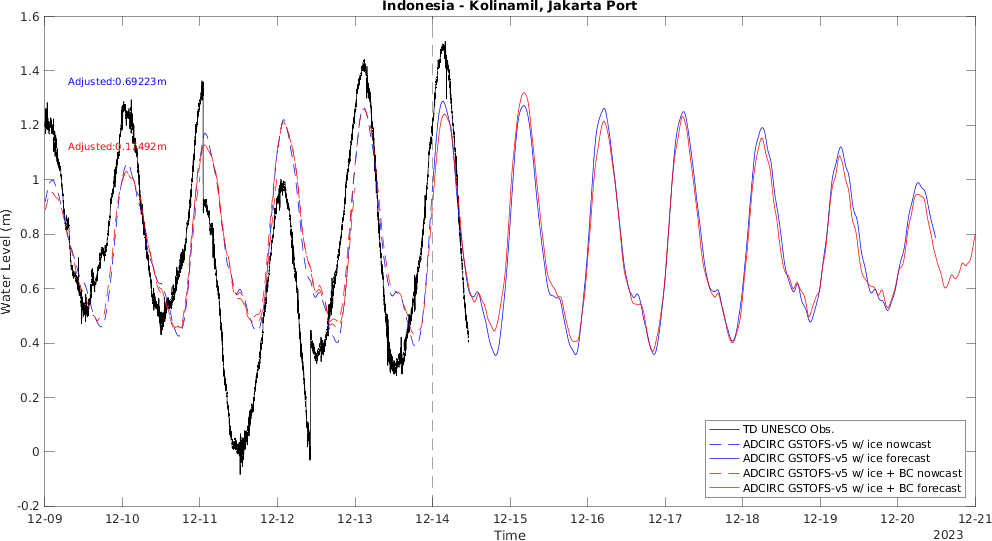 Indonesia - Kolinamil, Jakarta Port
1.6
1.4
1.2
1
0.8
0.6
0.4
0.2
0
-0.2
Water Level (m)
Adjusted:0.69223m
Adjusted:0.17492m
TD UNESCO Obs.
ADCIRC GSTOFS-v5 w/ ice nowcast
ADCIRC GSTOFS-v5 w/ ice forecast
ADCIRC GSTOFS-v5 w/ ice + BC nowcast
ADCIRC GSTOFS-v5 w/ ice + BC forecast
12-09 12-10 12-11 12-12 12-13 12-14 12-15 12-16 12-17 12-18 12-19 12-20 12-21
Time
2023